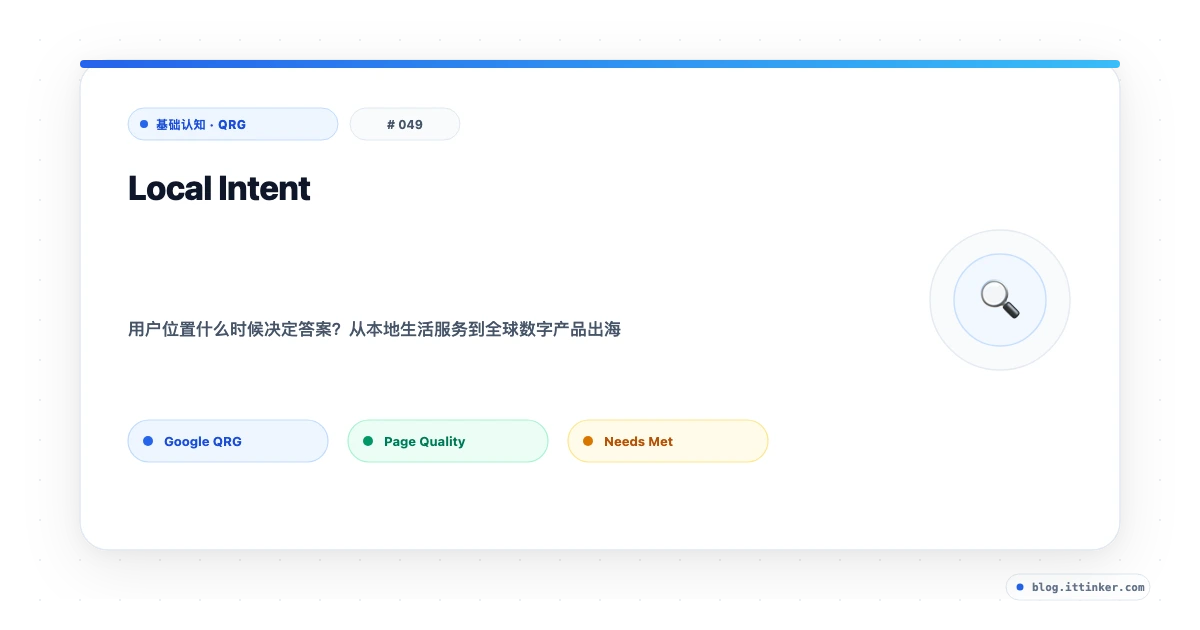 基础认知 · QRG
# 049
Local Intent
用户位置什么时候决定答案？从本地生活服务到全球数字产品出海
Google QRG
Page Quality
Needs Met
blog.ittinker.com